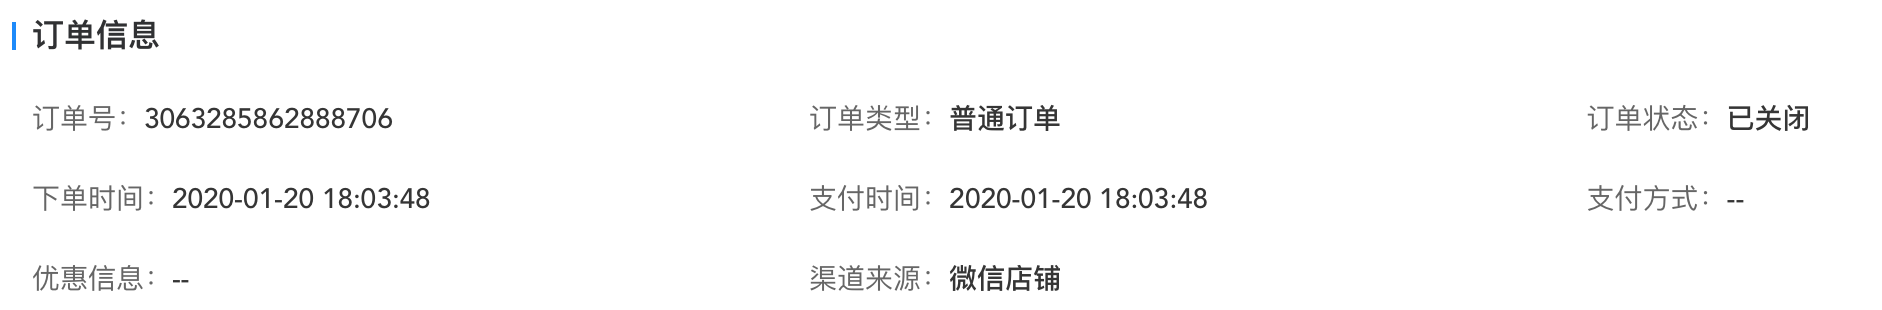 订单信息
订单号：3063285862888706 订单类型：普通订单 订单状态：已关闭
下单时间：2020-01-20 18:03:48 支付时间：2020-01-20 18:03:48 支付方式：--
优惠信息：-- 渠道来源：微信店铺